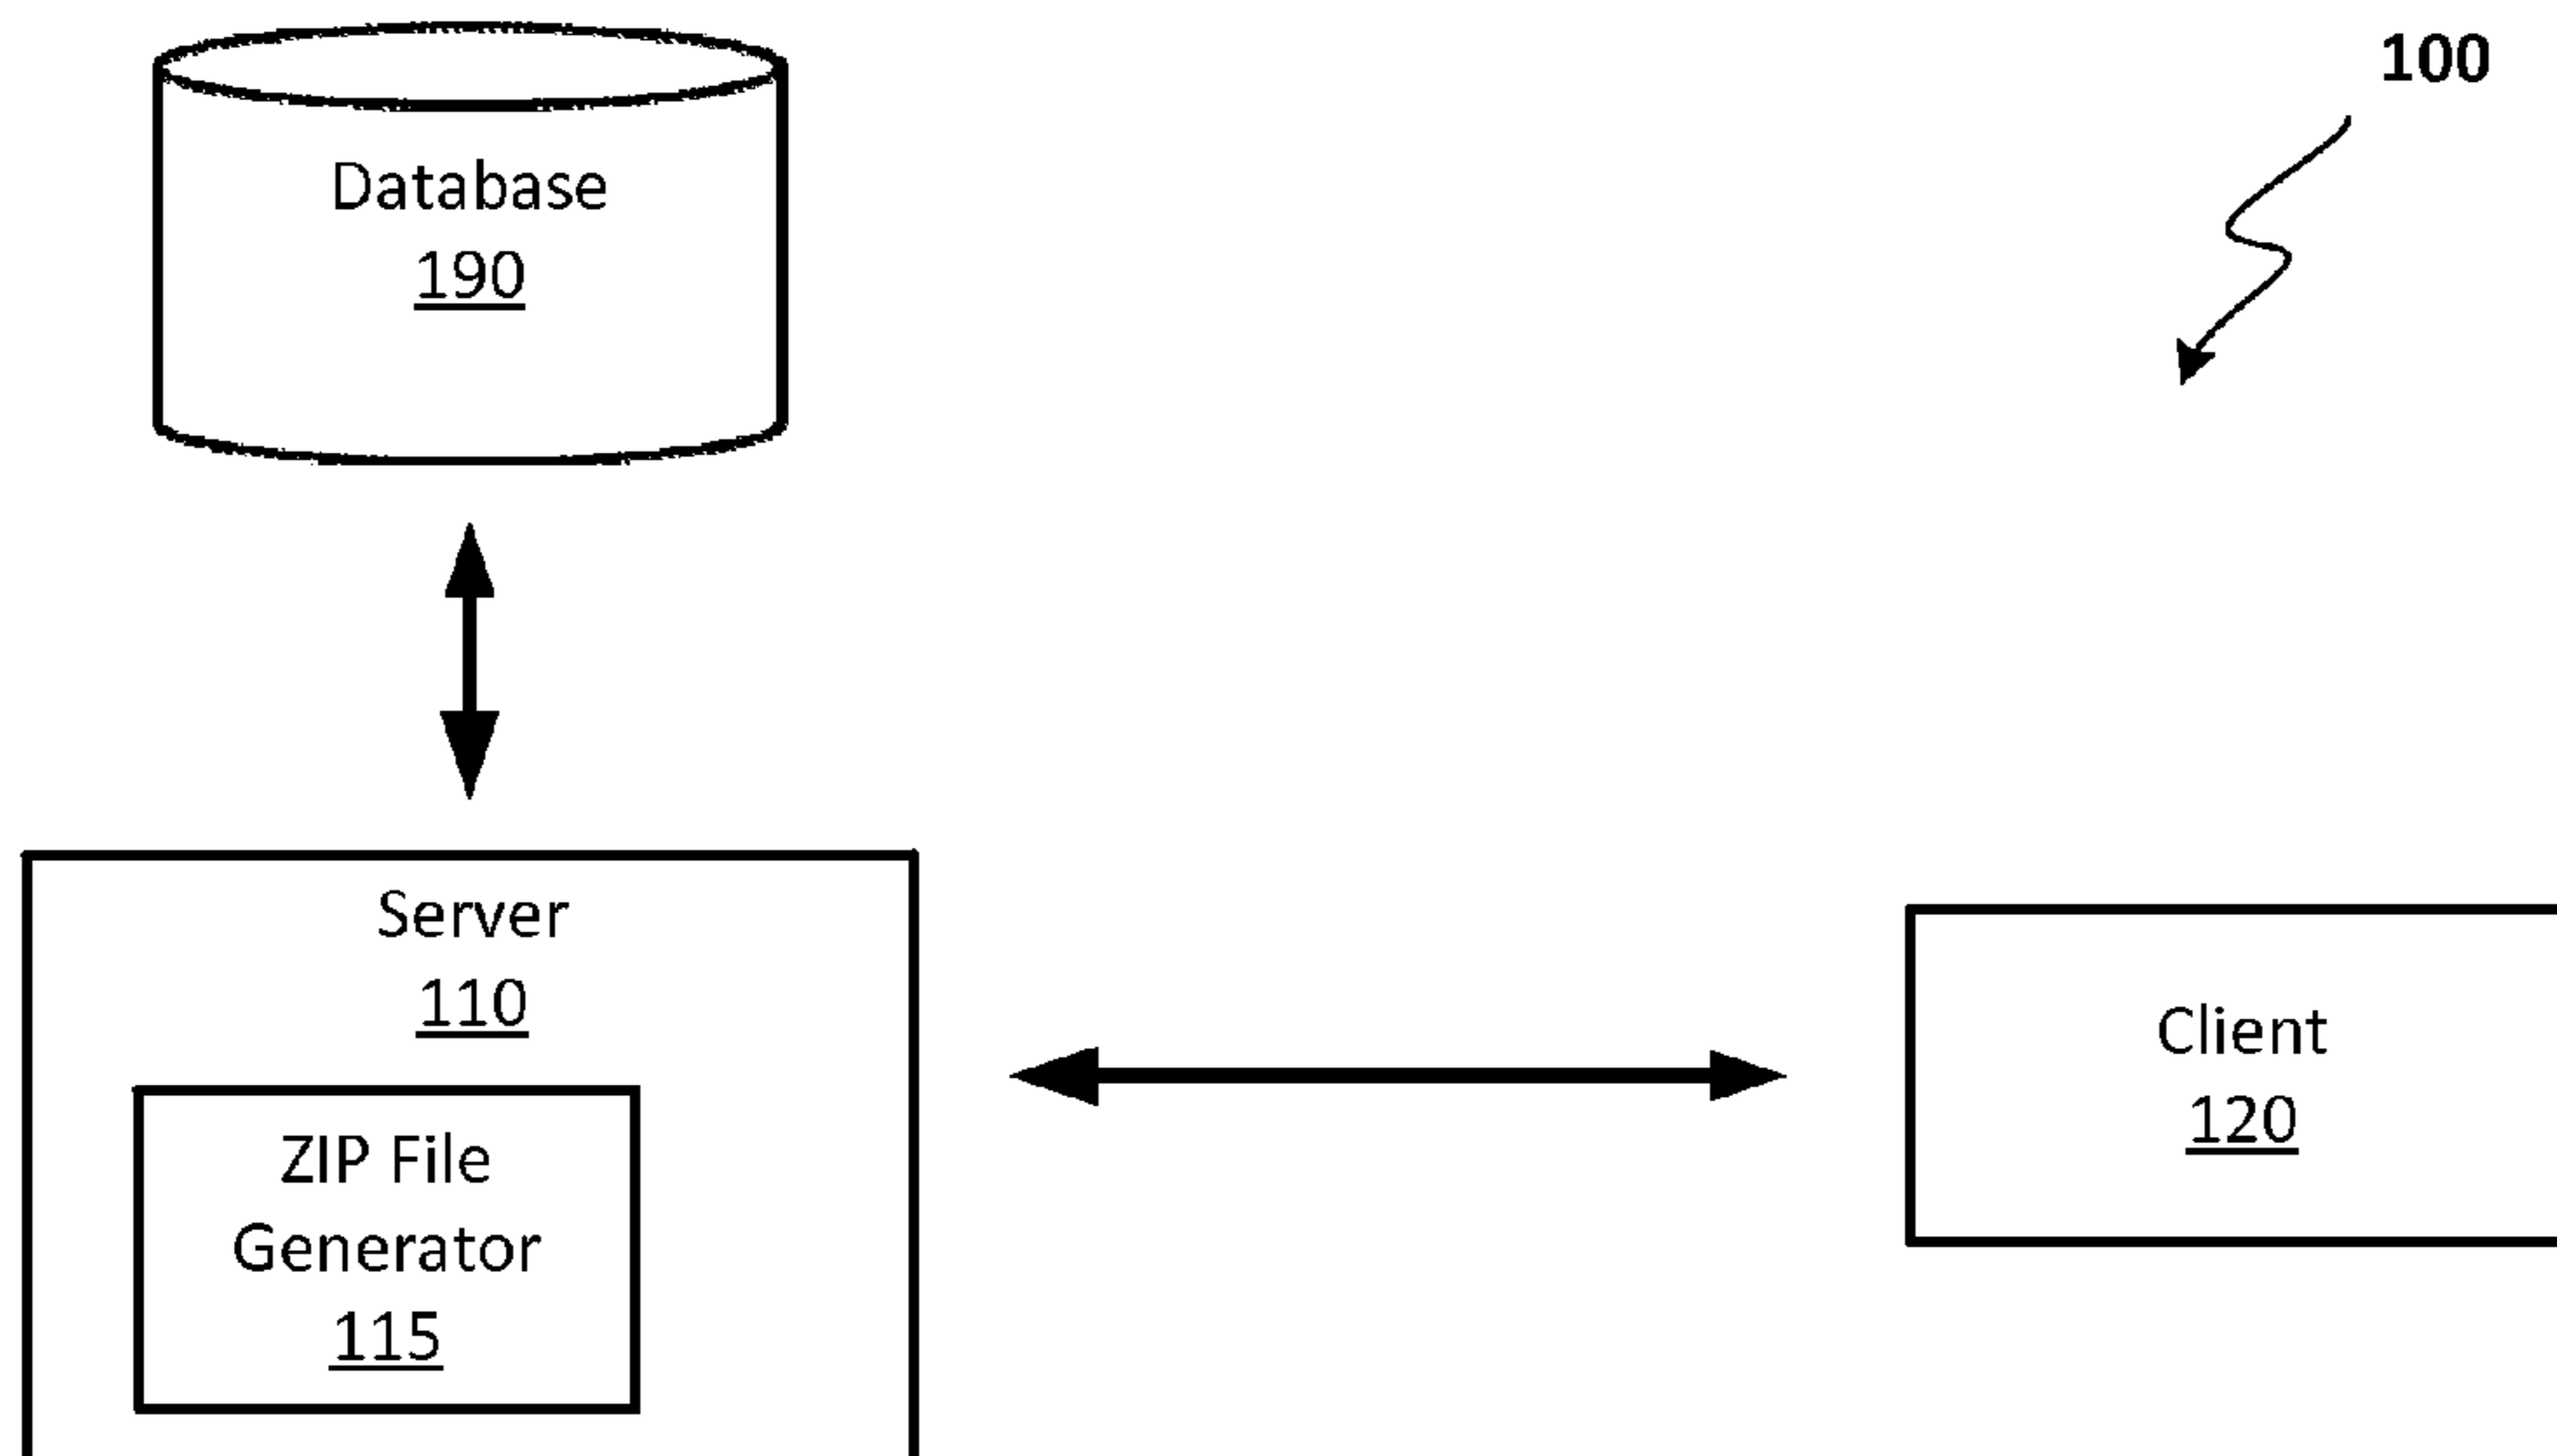 100
Database
190
Server
110
ZIP File
Generator
115
Client
120